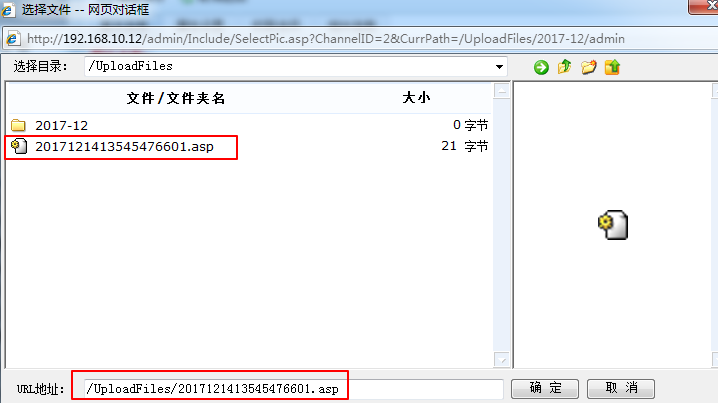 选择文件 -- 网页对话框
http://192.168.10.12/admin/Include/SelectPic.asp?ChannelID=2&CurrPath=/UploadFiles/2017-12/admin
选择目录： /UploadFiles
文件/文件夹名 大小
2017-12 0 字节
2017121413545476601.asp 21 字节
URL地址： /UploadFiles/2017121413545476601.asp 确 定 取 消